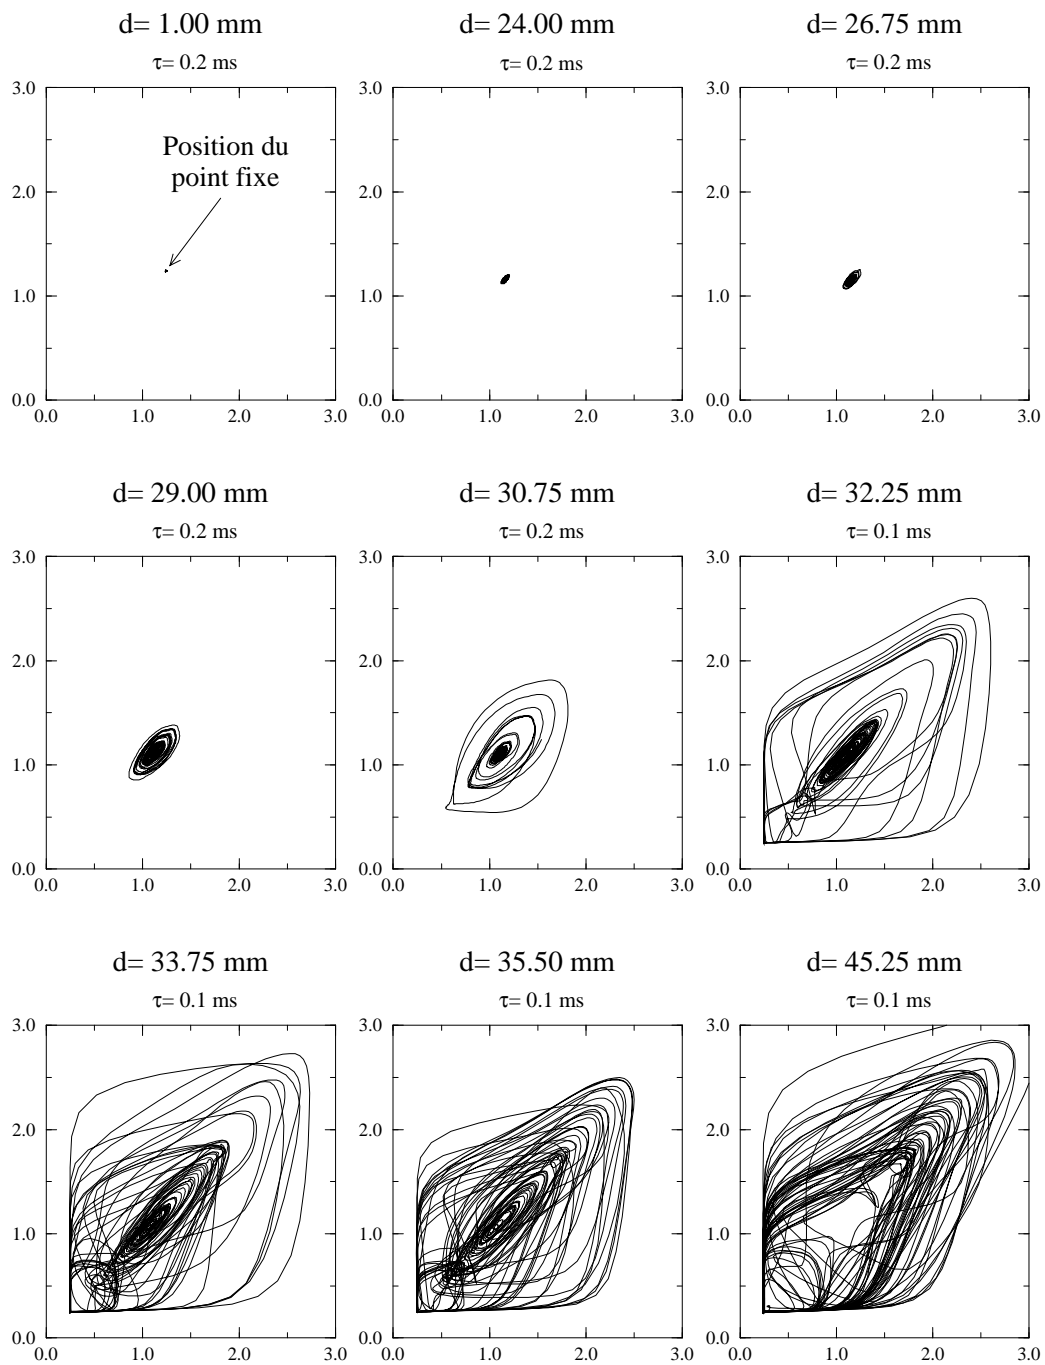 d= 1.00 mm
τ= 0.2 ms
3.0
2.0
1.0
0.0
0.0 1.0 2.0 3.0
Position du
point fixe
d= 24.00 mm
τ= 0.2 ms
3.0
2.0
1.0
0.0
0.0 1.0 2.0 3.0
d= 26.75 mm
τ= 0.2 ms
3.0
2.0
1.0
0.0
0.0 1.0 2.0 3.0
d= 29.00 mm
τ= 0.2 ms
3.0
2.0
1.0
0.0
0.0 1.0 2.0 3.0
d= 30.75 mm
τ= 0.2 ms
3.0
2.0
1.0
0.0
0.0 1.0 2.0 3.0
d= 32.25 mm
τ= 0.1 ms
3.0
2.0
1.0
0.0
0.0 1.0 2.0 3.0
d= 33.75 mm
τ= 0.1 ms
3.0
2.0
1.0
0.0
0.0 1.0 2.0 3.0
d= 35.50 mm
τ= 0.1 ms
3.0
2.0
1.0
0.0
0.0 1.0 2.0 3.0
d= 45.25 mm
τ= 0.1 ms
3.0
2.0
1.0
0.0
0.0 1.0 2.0 3.0